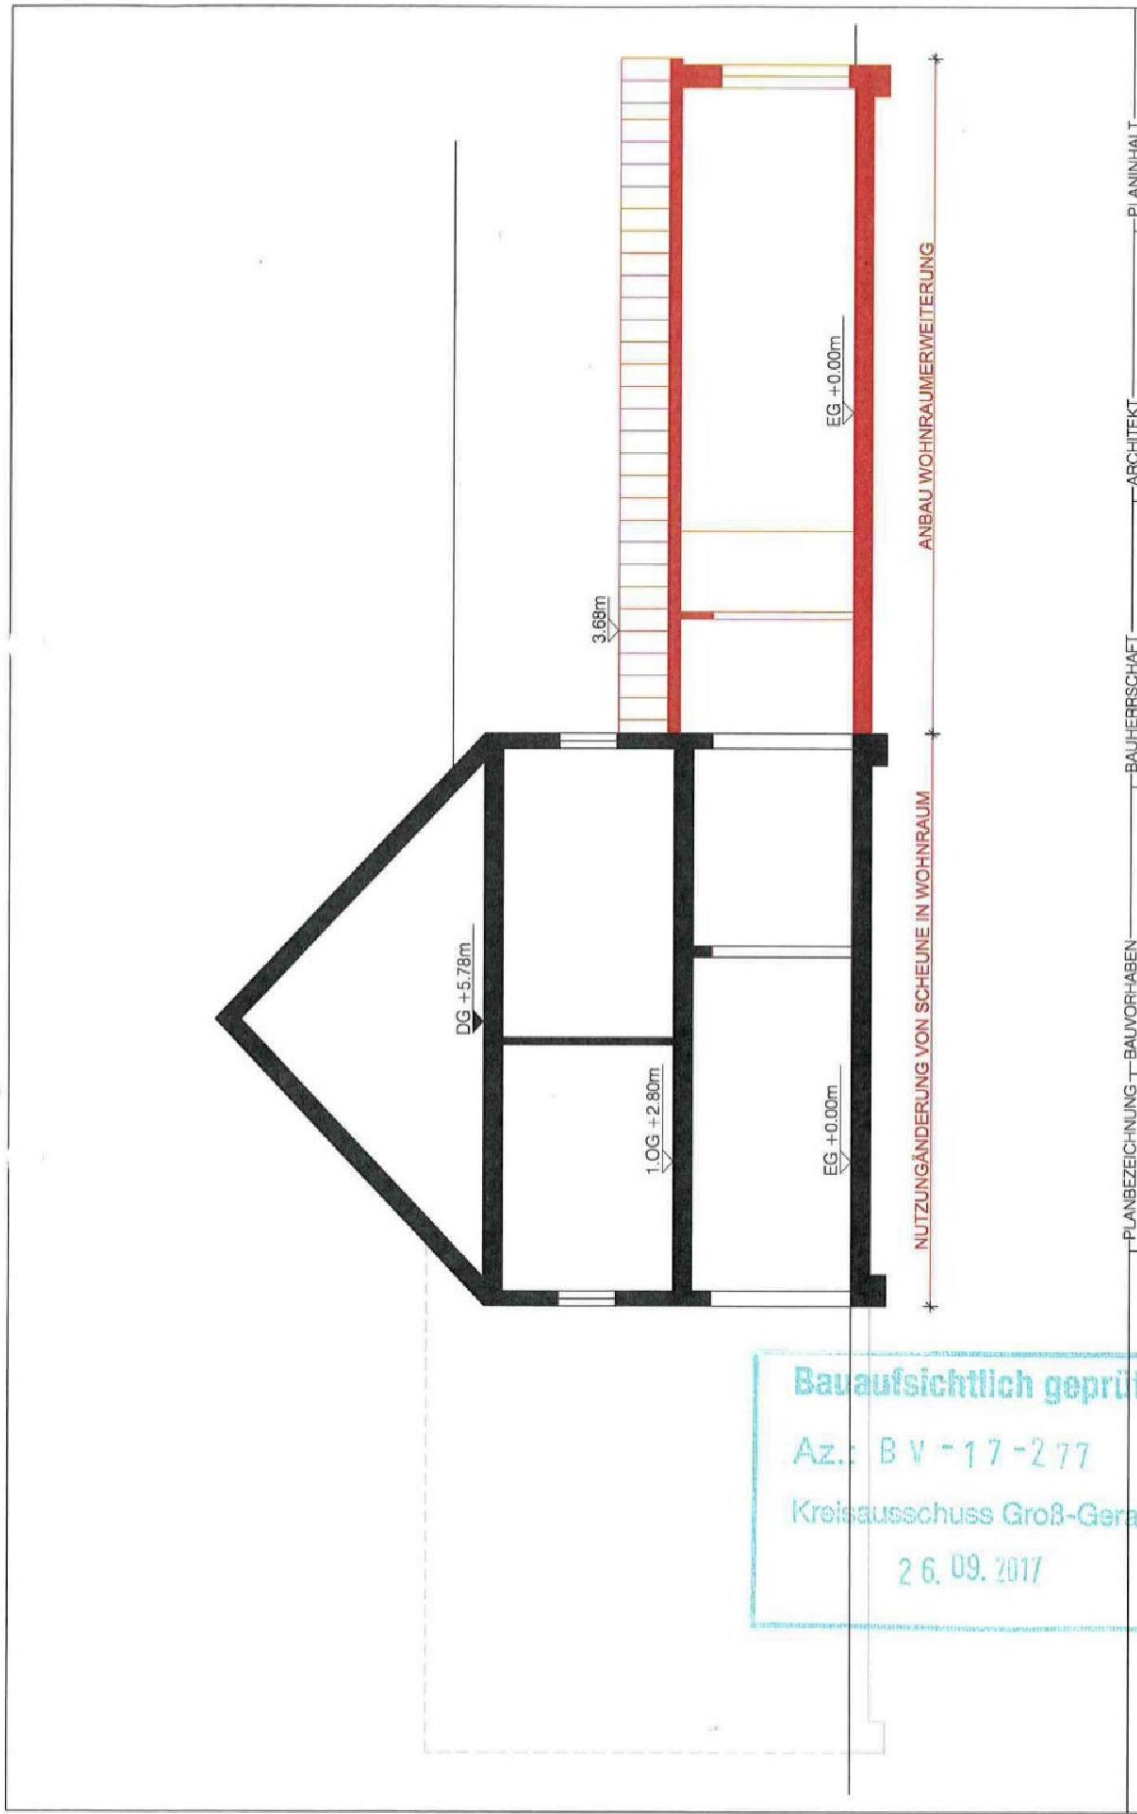 3.68m
DG +5.78m
1.OG +2.80m
EG +0.00m
EG +0.00m
NUTZUNGÄNDERUNG VON SCHEUNE IN WOHNRAUM
ANBAU WOHNRAUMERWEITERUNG
Bauaufsichtlich geprüf
Az.: BV-17-277
Kreisausschuss Groß-Gera
26.09.2017
PLANBEZEICHNUNG
BAUVORHABEN
BAUHERRSCHAFT
ARCHITEKT
PLANINHALT